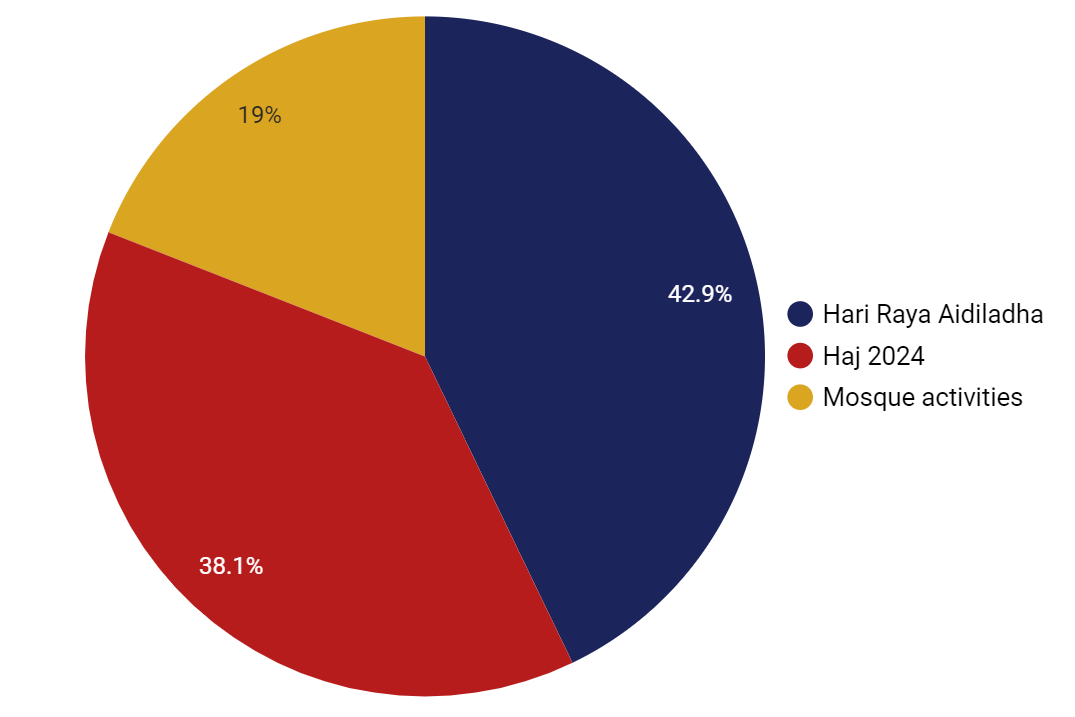 19%
42.9%
Hari Raya Aidiladha
Haj 2024
Mosque activities
38.1%